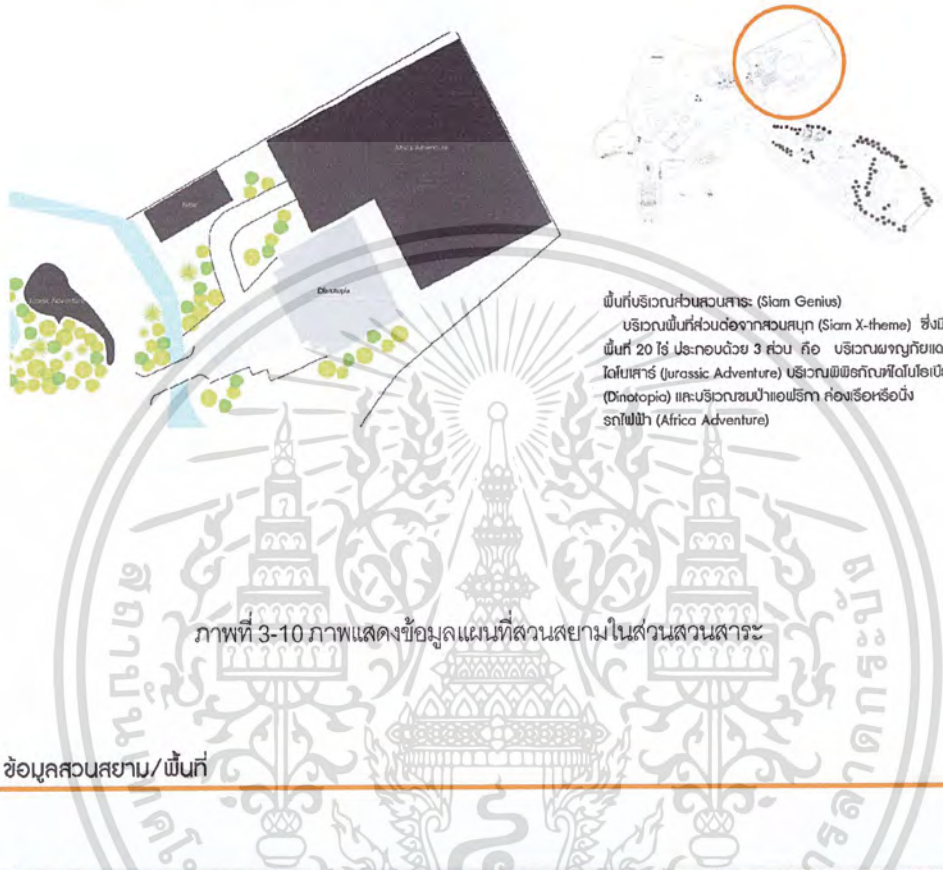 Africa Adventure
Dinotopia
พื้นที่บริเวณส่วนสวนสาระ (Siam Genius)
บริเวณพื้นที่ส่วนต่อจากสวนสนุก (Siam X-theme) ซึ่งมี
พื้นที่ 20 ไร่ ประกอบด้วย 3 ส่วน คือ บริเวณผจญภัยแดน
ไดโนเสาร์ (Jurassic Adventure) บริเวณพิพิธภัณฑ์ไดโนโธเปีย
(Dinotopia) และบริเวณชมป่าแอฟริกา ล่องเรือหรือนั่ง
รถไฟฟ้า (Africa Adventure)
ภาพที่ 3-10 ภาพแสดงข้อมูลแผนที่สวนสยามในส่วนสวนสาระ
ข้อมูลสวนสยาม/พื้นที่